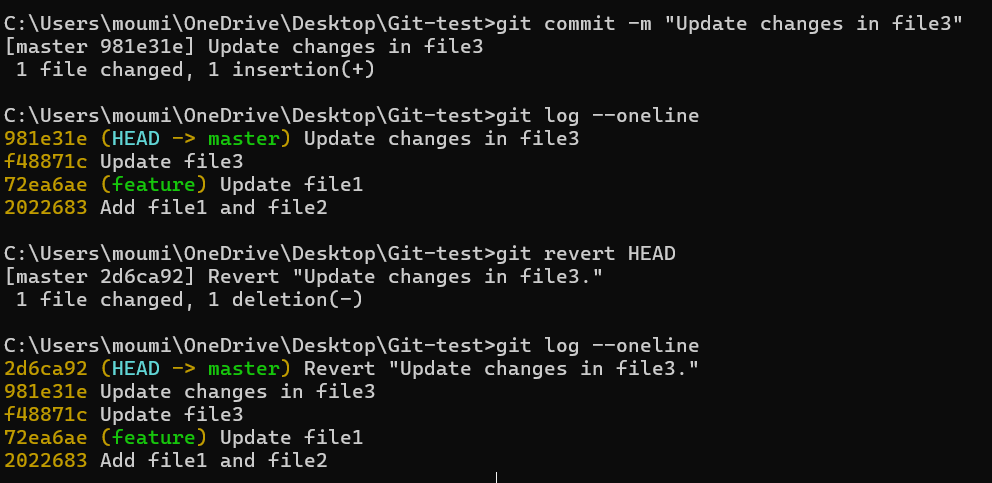 C:\Users\moumi\OneDrive\Desktop\Git-test>git commit -m "Update changes in file3"
[master 981e31e] Update changes in file3
 1 file changed, 1 insertion(+)
C:\Users\moumi\OneDrive\Desktop\Git-test>git log --oneline
981e31e (HEAD -> master) Update changes in file3
f48871c Update file3
72ea6ae (feature) Update file1
2022683 Add file1 and file2
C:\Users\moumi\OneDrive\Desktop\Git-test>git revert HEAD
[master 2d6ca92] Revert "Update changes in file3."
 1 file changed, 1 deletion(-)
C:\Users\moumi\OneDrive\Desktop\Git-test>git log --oneline
2d6ca92 (HEAD -> master) Revert "Update changes in file3."
981e31e Update changes in file3
f48871c Update file3
72ea6ae (feature) Update file1
2022683 Add file1 and file2